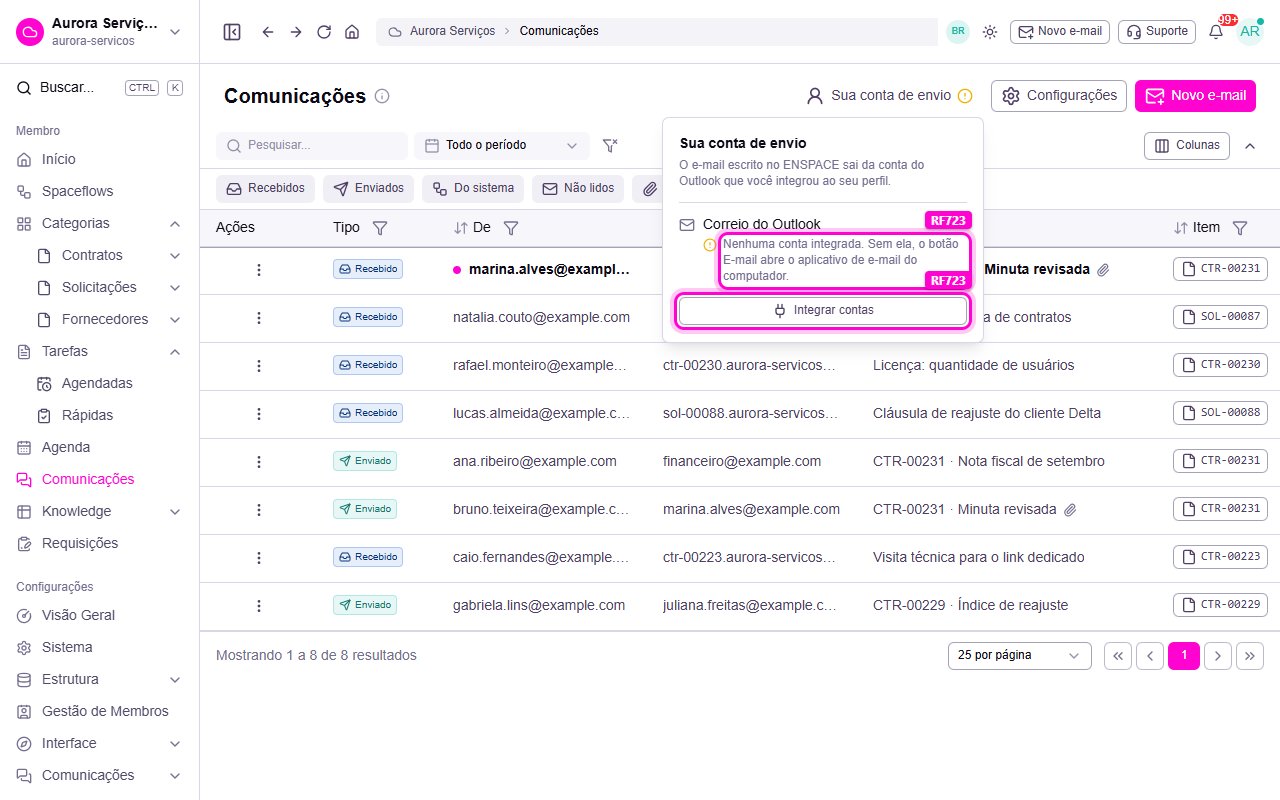 Aurora Serviç...
aurora-servicos
Aurora Serviços
Comunicações
BR
Novo e-mail
Suporte
99+
AR
Buscar...
CTRL
K
Membro
Início
Spaceflows
Categorias
Contratos
Solicitações
Fornecedores
Tarefas
Agendadas
Rápidas
Agenda
Comunicações
Knowledge
Requisições
Configurações
Visão Geral
Sistema
Estrutura
Gestão de Membros
Interface
Comunicações
Comunicações
Sua conta de envio
Configurações
Novo e-mail
Pesquisar...
Todo o período
Colunas
Recebidos
Enviados
Do sistema
Não lidos
Sua conta de envio
O e-mail escrito no ENSPACE sai da conta do
Outlook que você integrou ao seu perfil.
Correio do Outlook
RF723
Nenhuma conta integrada. Sem ela, o botão
E-mail abre o aplicativo de e-mail do
computador.
RF723
Integrar contas
Ações
Tipo
De
Item
Recebido
marina.alves@exampl...
Minuta revisada
CTR-00231
Recebido
natalia.couto@example.com
a de contratos
SOL-00087
Recebido
rafael.monteiro@example...
ctr-00230.aurora-servicos...
Licença: quantidade de usuários
CTR-00230
Recebido
lucas.almeida@example.c...
sol-00088.aurora-servicos...
Cláusula de reajuste do cliente Delta
SOL-00088
Enviado
ana.ribeiro@example.com
financeiro@example.com
CTR-00231 · Nota fiscal de setembro
CTR-00231
Enviado
bruno.teixeira@example.c...
marina.alves@example.com
CTR-00231 · Minuta revisada
CTR-00231
Recebido
caio.fernandes@example....
ctr-00223.aurora-servicos...
Visita técnica para o link dedicado
CTR-00223
Enviado
gabriela.lins@example.com
juliana.freitas@example.c...
CTR-00229 · Índice de reajuste
CTR-00229
Mostrando 1 a 8 de 8 resultados
25 por página
1